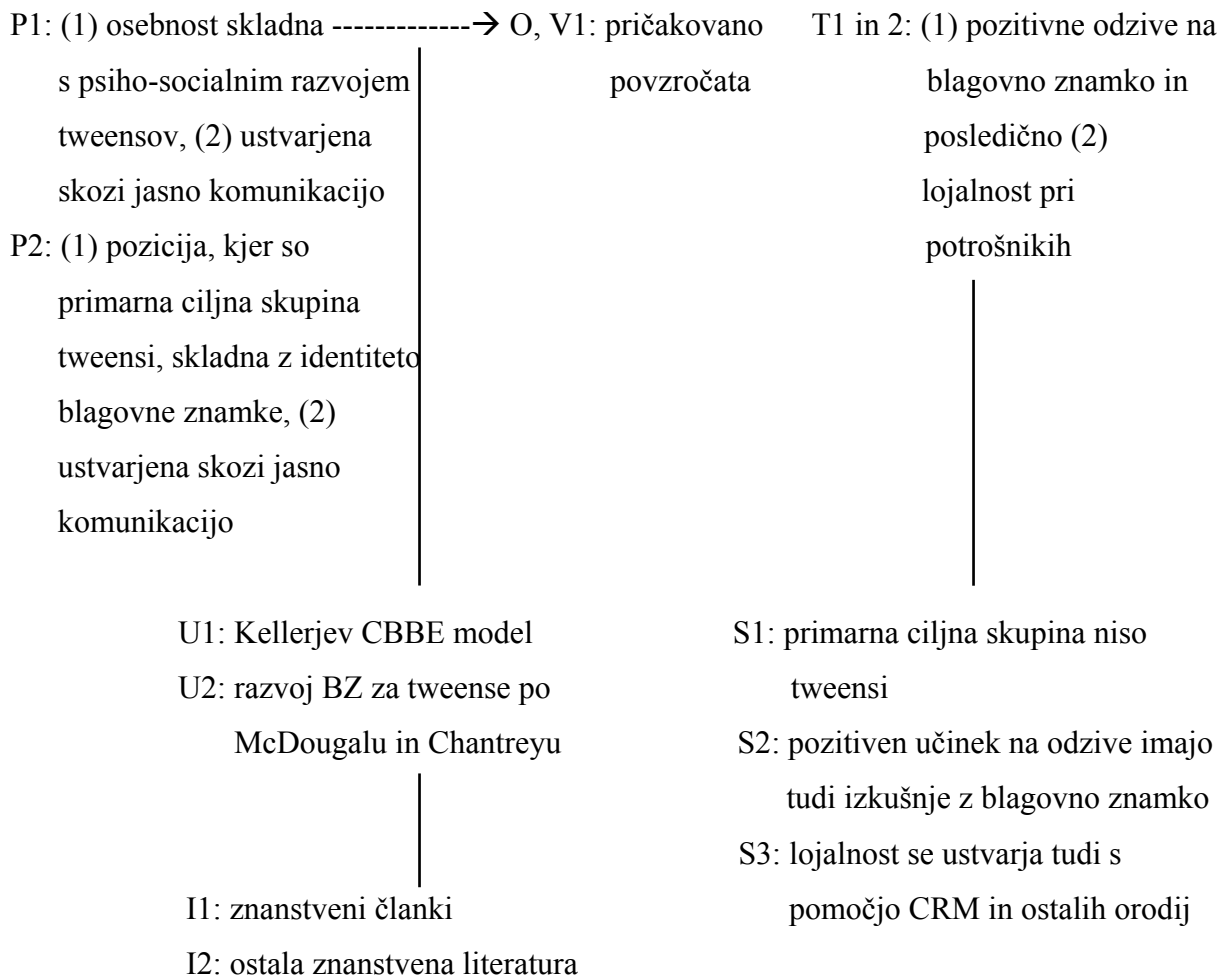 P1: (1) osebnost skladna -------------→ O, V1: pričakovano T1 in 2: (1) pozitivne odzive na
s psiho-socialnim razvojem povzročata blagovno znamko in
tweensov, (2) ustvarjena posledično (2)
skozi jasno komunikacijo lojalnost pri
P2: (1) pozicija, kjer so potrošnikih
primarna ciljna skupina
tweensi, skladna z identiteto
blagovne znamke, (2)
ustvarjena skozi jasno
komunikacijo
U1: Kellerjev CBBE model S1: primarna ciljna skupina niso
U2: razvoj BZ za tweense po tweensi
McDougalu in Chantreyu S2: pozitiven učinek na odzive imajo
tudi izkušnje z blagovno znamko
S3: lojalnost se ustvarja tudi s
I1: znanstveni članki pomočjo CRM in ostalih orodij
I2: ostala znanstvena literatura